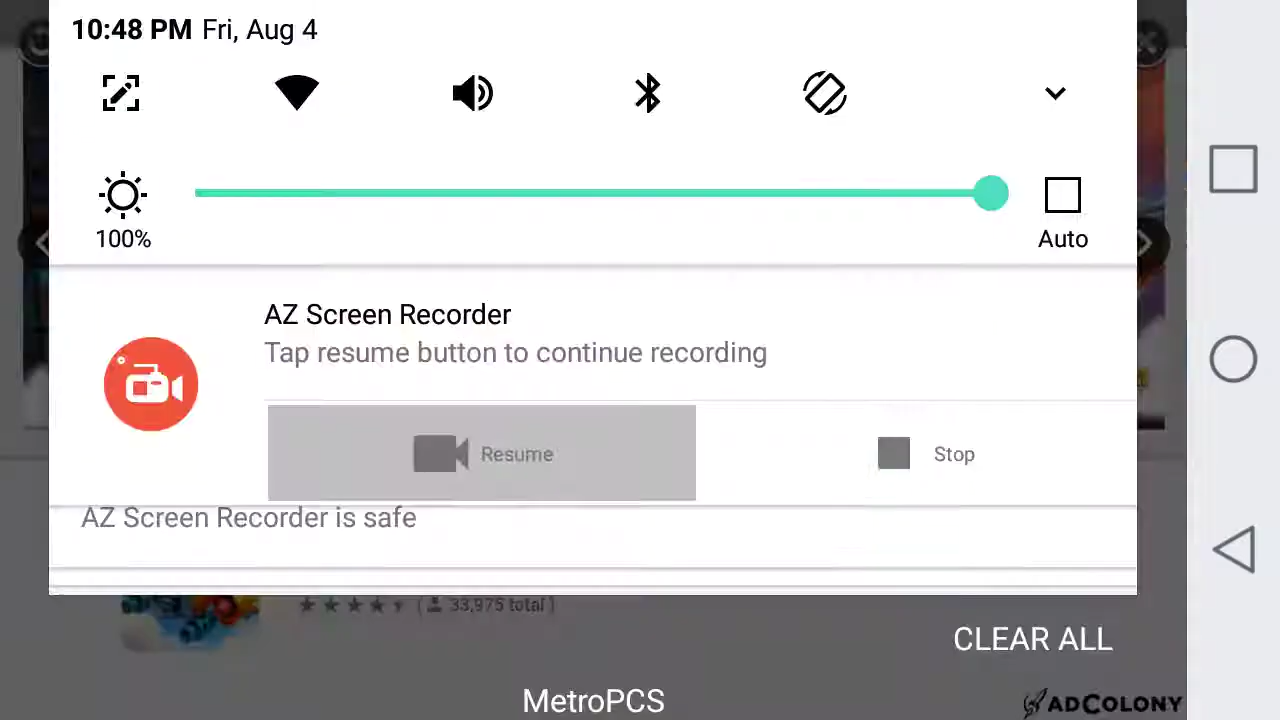 10:48 PM Fri, Aug 4
100%
Auto
AZ Screen Recorder
Tap resume button to continue recording
Resume
Stop
AZ Screen Recorder is safe
( 33,975 total )
CLEAR ALL
MetroPCS
ADCOLONY